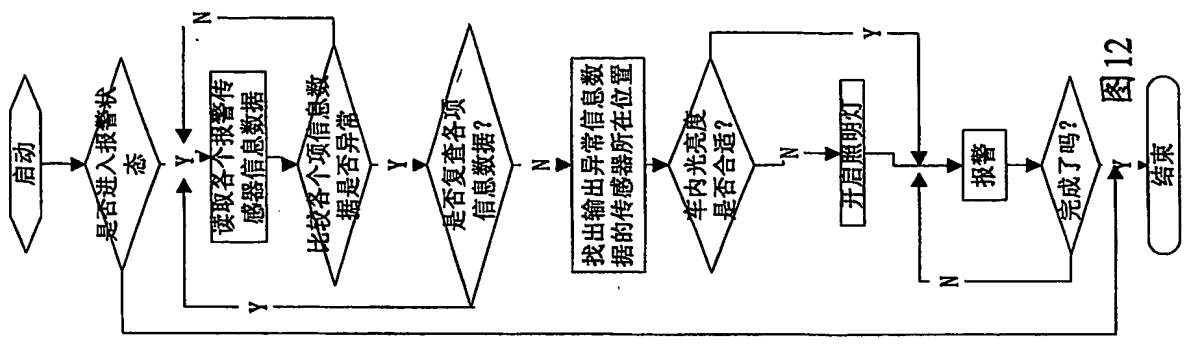 启动
是否进入报警状
态
Y
读取各个报警传
感器信息数据
N
比较各个项信息数
据是否异常
Y
是否复查各项
信息数据?
Y
N
找出输出异常信息数
据的传感器所在位置
车内光亮度
是否合适?
Y
N
开启照明灯
报警
完成了吗?
N
Y
结束
图12